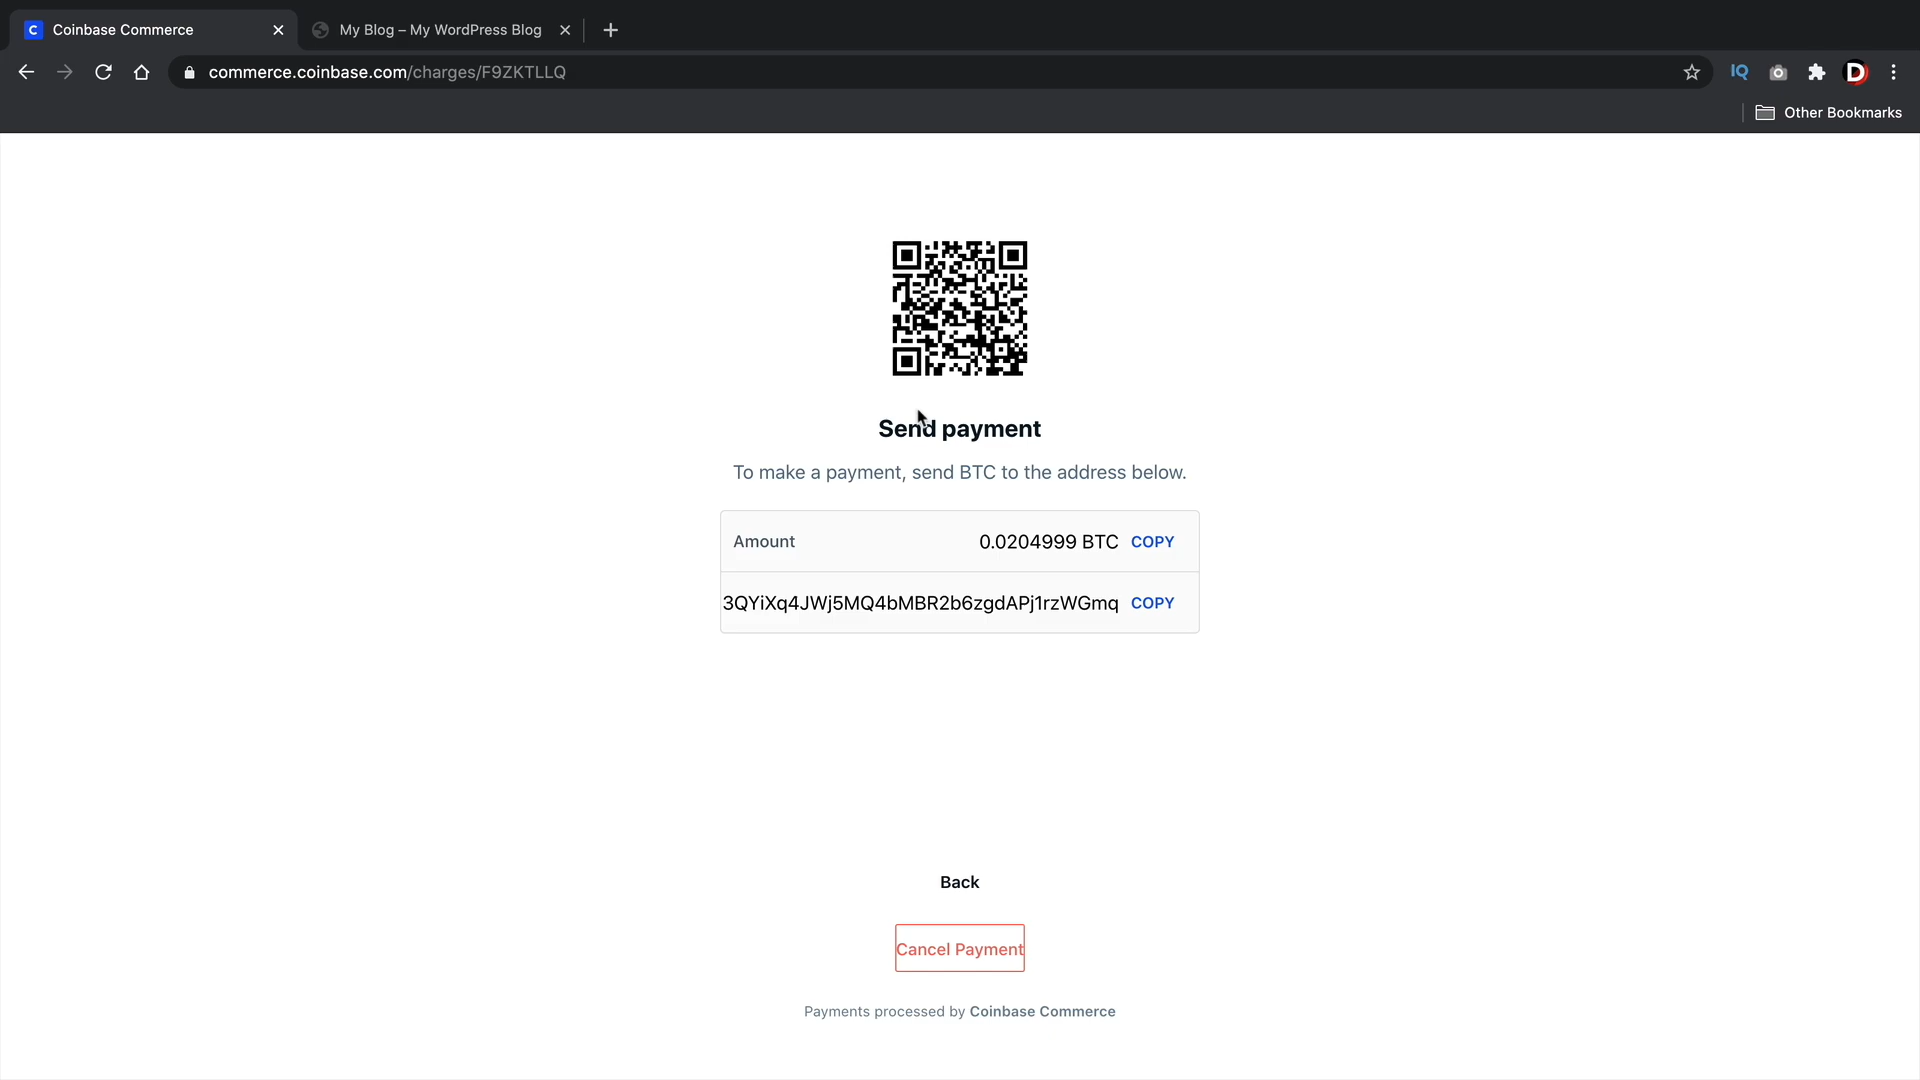 Coinbase Commerce
My Blog – My WordPress Blog
commerce.coinbase.com/charges/F9ZKTLLQ
IQ
D
Other Bookmarks
Send payment
To make a payment, send BTC to the address below.
Amount 0.0204999 BTC COPY
3QYiXq4JWj5MQ4bMBR2b6zgdAPj1rzWGmq COPY
Back
Cancel Payment
Payments processed by Coinbase Commerce